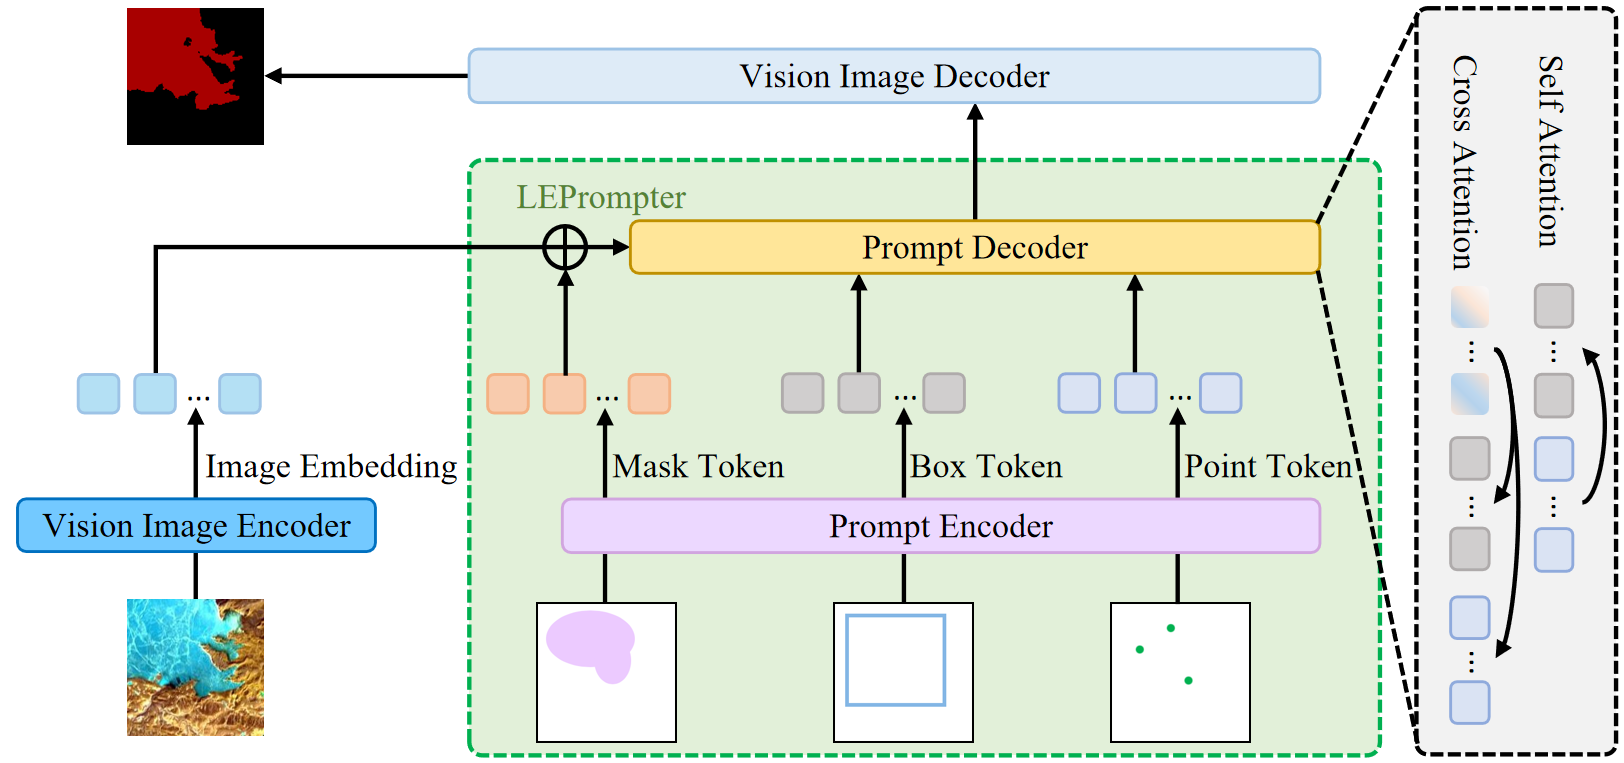 Vision Image Decoder
LEPrompter
Prompt Decoder
...
...
...
...
Image Embedding
Mask Token
Box Token
Point Token
Vision Image Encoder
Prompt Encoder
Cross Attention
...
...
...
Self Attention
...
...